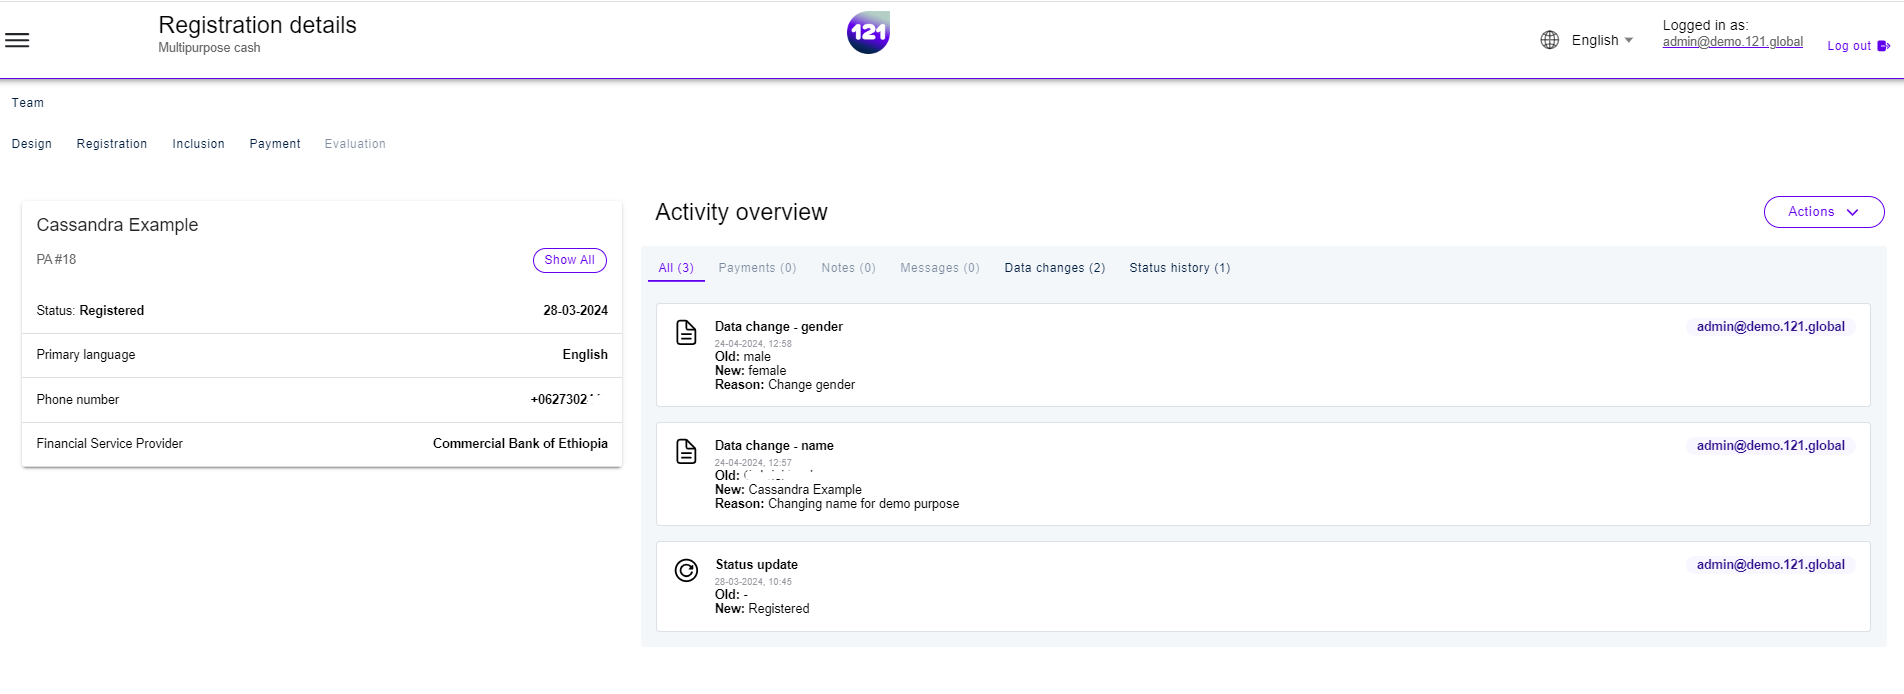 Registration details
Multipurpose cash
121
English
Logged in as:
admin@demo.121.global
Log out
Team
Design Registration Inclusion Payment Evaluation
Cassandra Example
PA#18
Show All
Status: Registered 28-03-2024
Primary language English
Phone number +0627302
Financial Service Provider Commercial Bank of Ethiopia
Activity overview
Actions
All (3) Payments (0) Notes (0) Messages (0) Data changes (2) Status history (1)
Data change - gender admin@demo.121.global
24-04-2024, 12:58
Old: male
New: female
Reason: Change gender
Data change - name admin@demo.121.global
24-04-2024, 12:57
Old:
New: Cassandra Example
Reason: Changing name for demo purpose
Status update admin@demo.121.global
28-03-2024, 10:45
Old: -
New: Registered